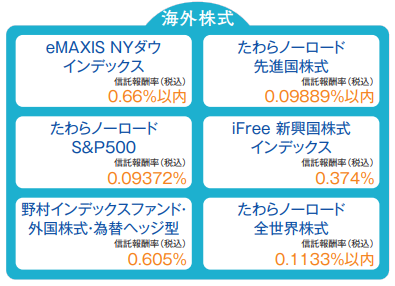 海外株式
eMAXIS NYダウ
インデックス
信託報酬率(税込)
0.66%以内
たわらノーロード
先進国株式
信託報酬率(税込)
0.09889%以内
たわらノーロード
S&P500
信託報酬率(税込)
0.09372%
iFree 新興国株式
インデックス
信託報酬率(税込)
0.374%
野村インデックスファンド・
外国株式・為替ヘッジ型
信託報酬率(税込)
0.605%
たわらノーロード
全世界株式
信託報酬率(税込)
0.1133%以内